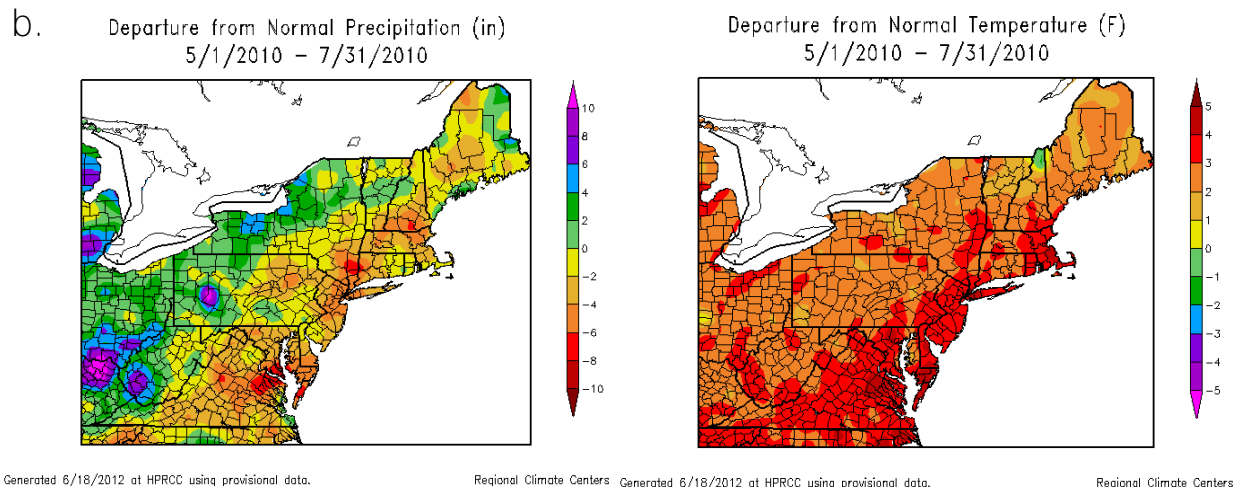 b.
Departure from Normal Precipitation (in)
5/1/2010 – 7/31/2010
10
8
6
4
2
0
−2
−4
−6
−8
−10
Generated 6/18/2012 at HPRCC using provisional data.
Regional Climate Centers
Departure from Normal Temperature (F)
5/1/2010 – 7/31/2010
5
4
3
2
1
0
−1
−2
−3
−4
−5
Generated 6/18/2012 at HPRCC using provisional data.
Regional Climate Centers